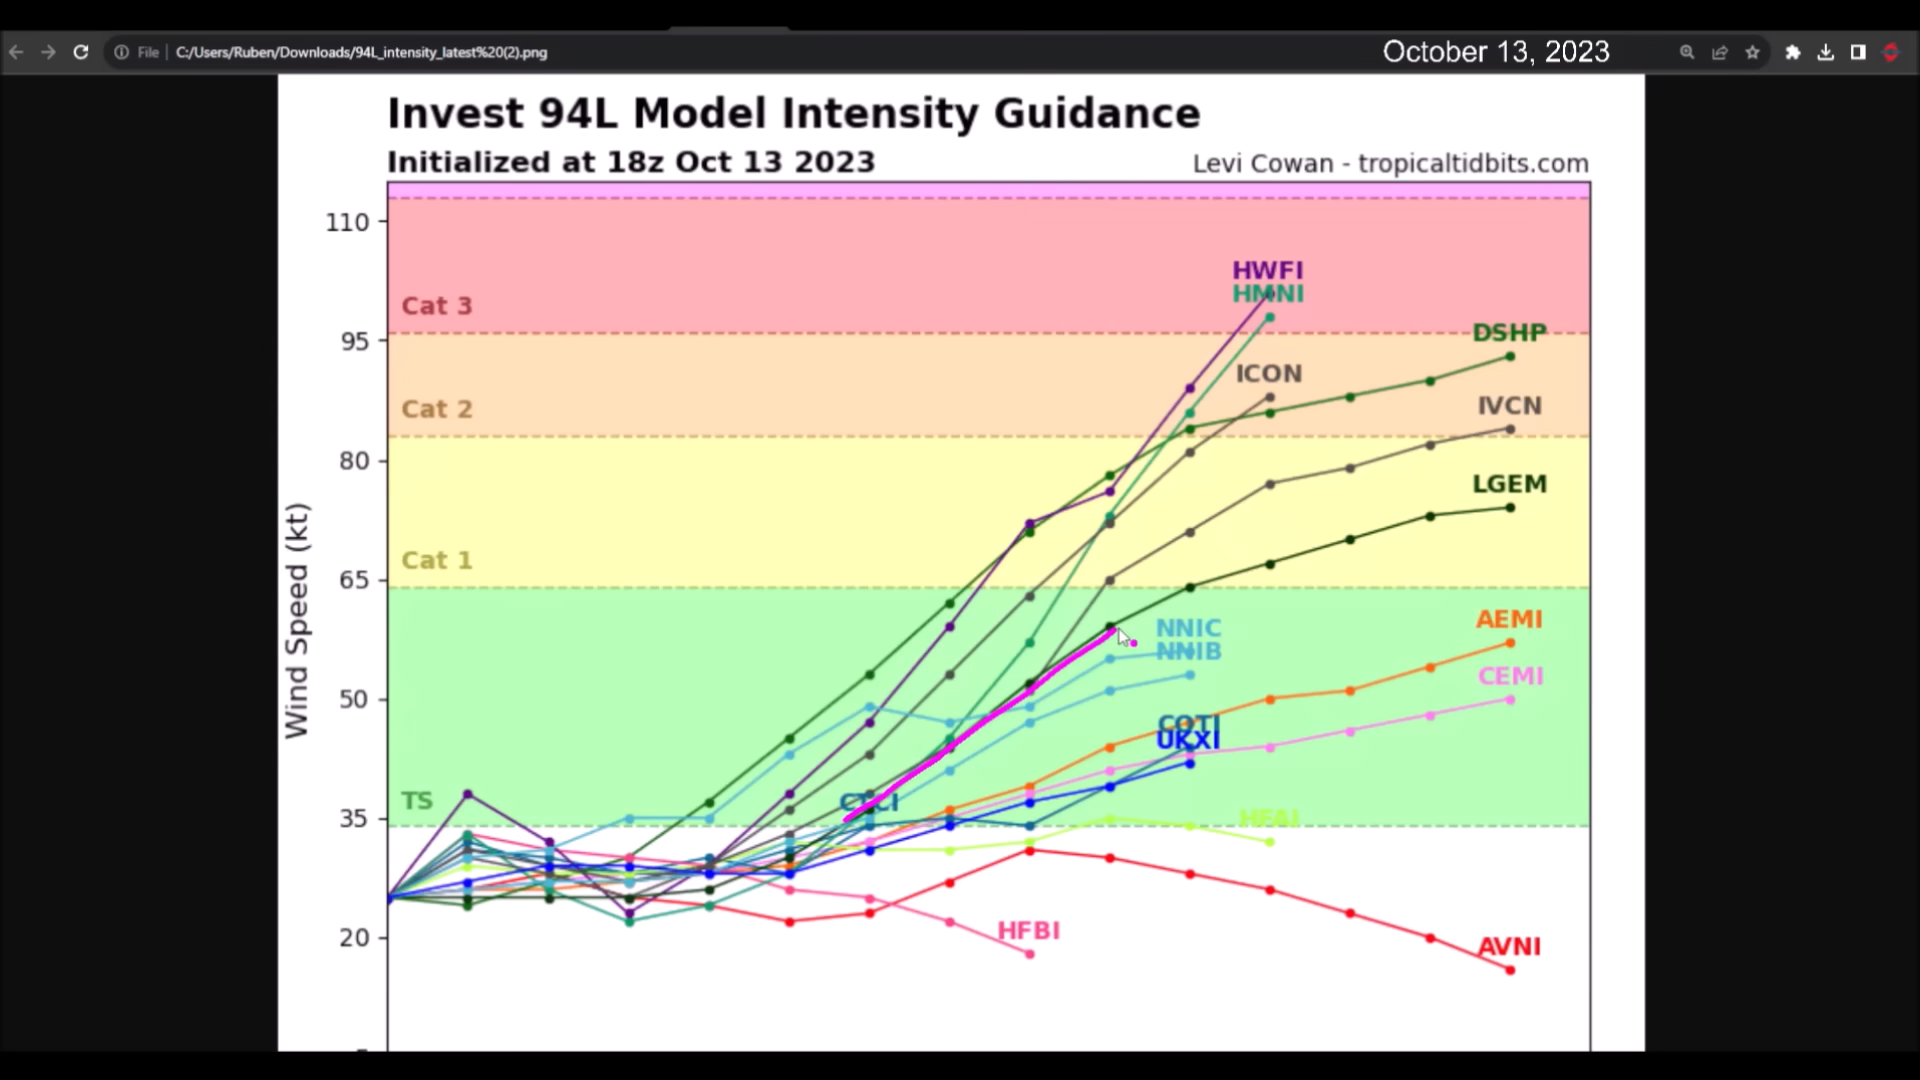 File
C:/Users/Ruben/Downloads/94L_intensity_latest%20(2).png
October 13, 2023
Invest 94L Model Intensity Guidance
Initialized at 18z Oct 13 2023
Levi Cowan - tropicaltidbits.com
110
HWFI
HMNI
Cat 3
DSHP
95
ICON
Cat 2
IVCN
80
LGEM
Cat 1
65
Wind Speed (kt)
AEMI
NNIC
NNIB
CEMI
50
COTI
UKXI
TS
CTCI
35
HFAI
20
HFBI
AVNI